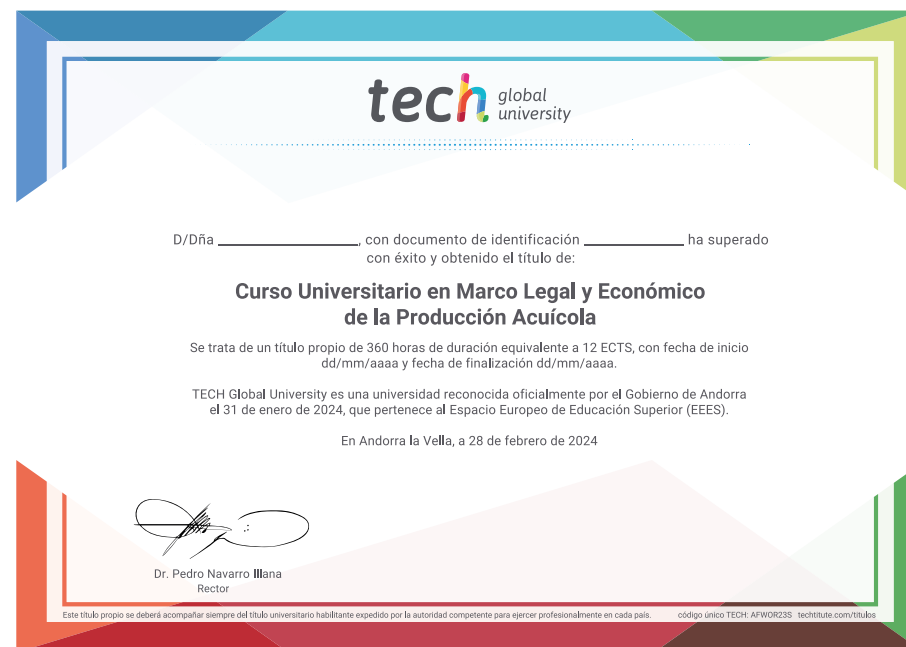 tech global university
D/Dña ____________________, con documento de identificación ______________ ha superado
con éxito y obtenido el título de:
Curso Universitario en Marco Legal y Económico
de la Producción Acuícola
Se trata de un título propio de 360 horas de duración equivalente a 12 ECTS, con fecha de inicio
dd/mm/aaaa y fecha de finalización dd/mm/aaaa.
TECH Global University es una universidad reconocida oficialmente por el Gobierno de Andorra
el 31 de enero de 2024, que pertenece al Espacio Europeo de Educación Superior (EEES).
En Andorra la Vella, a 28 de febrero de 2024
Dr. Pedro Navarro Illana
Rector
Este título propio se deberá acompañar siempre del título universitario habilitante expedido por la autoridad competente para ejercer profesionalmente en cada país. código único TECH: AFWOR23S techtitute.com/titulos